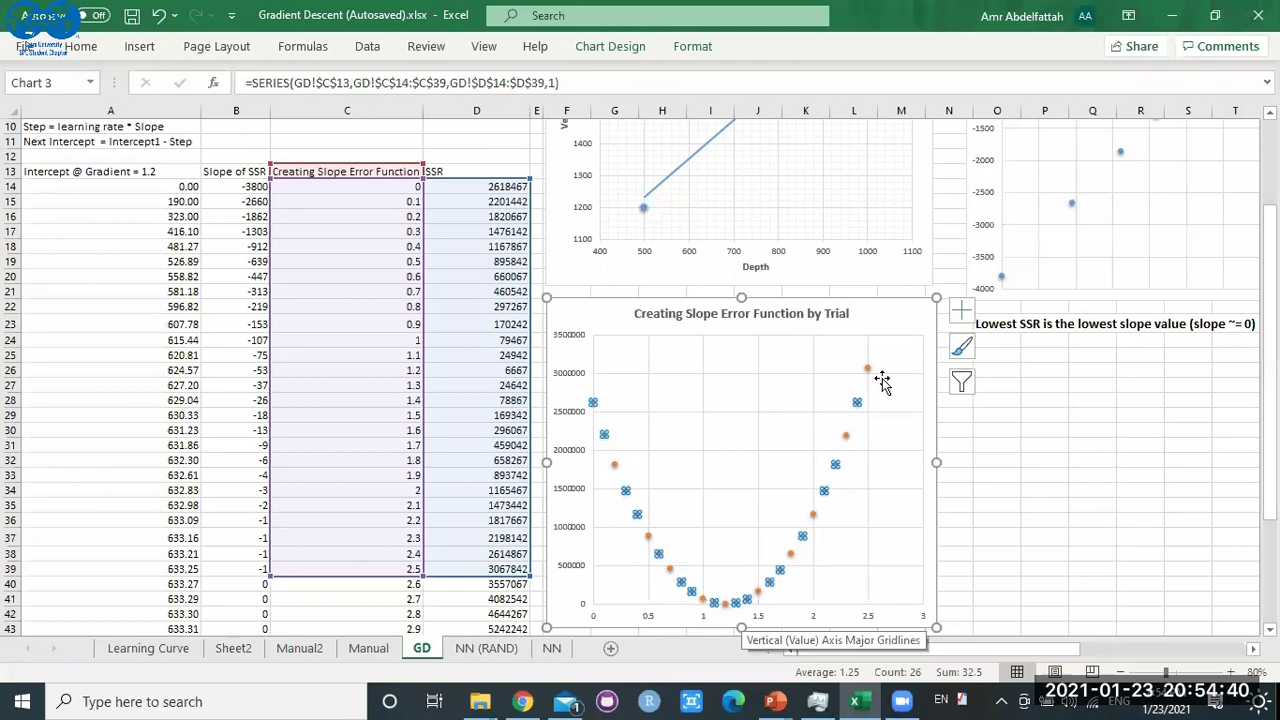 Gradient Descent (Autosaved).xlsx - Excel
Search
Amr Abdelfattah AA
SPE Student Chapter
Home Insert Page Layout Formulas Data Review View Help Chart Design Format Share Comments
Chart 3
=SERIES(GD!$C$13,GD!$C$14:$C$39,GD!$D$14:$D$39,1)
A B C D E F G H I J K L M N O P Q R S T
10 Step = learning rate * Slope
11 Next Intercept = Intercept1 - Step
12
13 Intercept @ Gradient = 1.2 Slope of SSR Creating Slope Error Function SSR
14 0.00 -3800 0 2618467
15 190.00 -2660 0.1 2201442
16 323.00 -1862 0.2 1820667
17 416.10 -1303 0.3 1476142
18 481.27 -912 0.4 1167867
19 526.89 -639 0.5 895842
20 558.82 -447 0.6 660067
21 581.18 -313 0.7 460542
22 596.82 -219 0.8 297267
23 607.78 -153 0.9 170242
24 615.44 -107 1 79467
25 620.81 -75 1.1 24942
26 624.57 -53 1.2 6667
27 627.20 -37 1.3 24642
28 629.04 -26 1.4 78867
29 630.33 -18 1.5 169342
30 631.23 -13 1.6 296067
31 631.86 -9 1.7 459042
32 632.30 -6 1.8 658267
33 632.61 -4 1.9 893742
34 632.83 -3 2 1165467
35 632.98 -2 2.1 1473442
36 633.09 -1 2.2 1817667
37 633.16 -1 2.3 2198142
38 633.21 -1 2.4 2614867
39 633.25 -1 2.5 3067842
40 633.27 0 2.6 3557067
41 633.29 0 2.7 4082542
42 633.30 0 2.8 4644267
43 633.31 0 2.9 5242242
Ve
1400
1300
1200
1100
400 500 600 700 800 900 1000 1100
Depth
-1500
-2000
-2500
-3000
-3500
-4000
Lowest SSR is the lowest slope value (slope ~= 0)
Creating Slope Error Function by Trial
3500000
3000000
2500000
2000000
1500000
1000000
500000
0
0 0.5 1 1.5 2 2.5 3
Vertical (Value) Axis Major Gridlines
Learning Curve Sheet2 Manual2 Manual GD NN (RAND) NN
Average: 1.25 Count: 26 Sum: 32.5 80%
Type here to search
EN
ENG
2021-01-23 20:54:40
1/23/2021